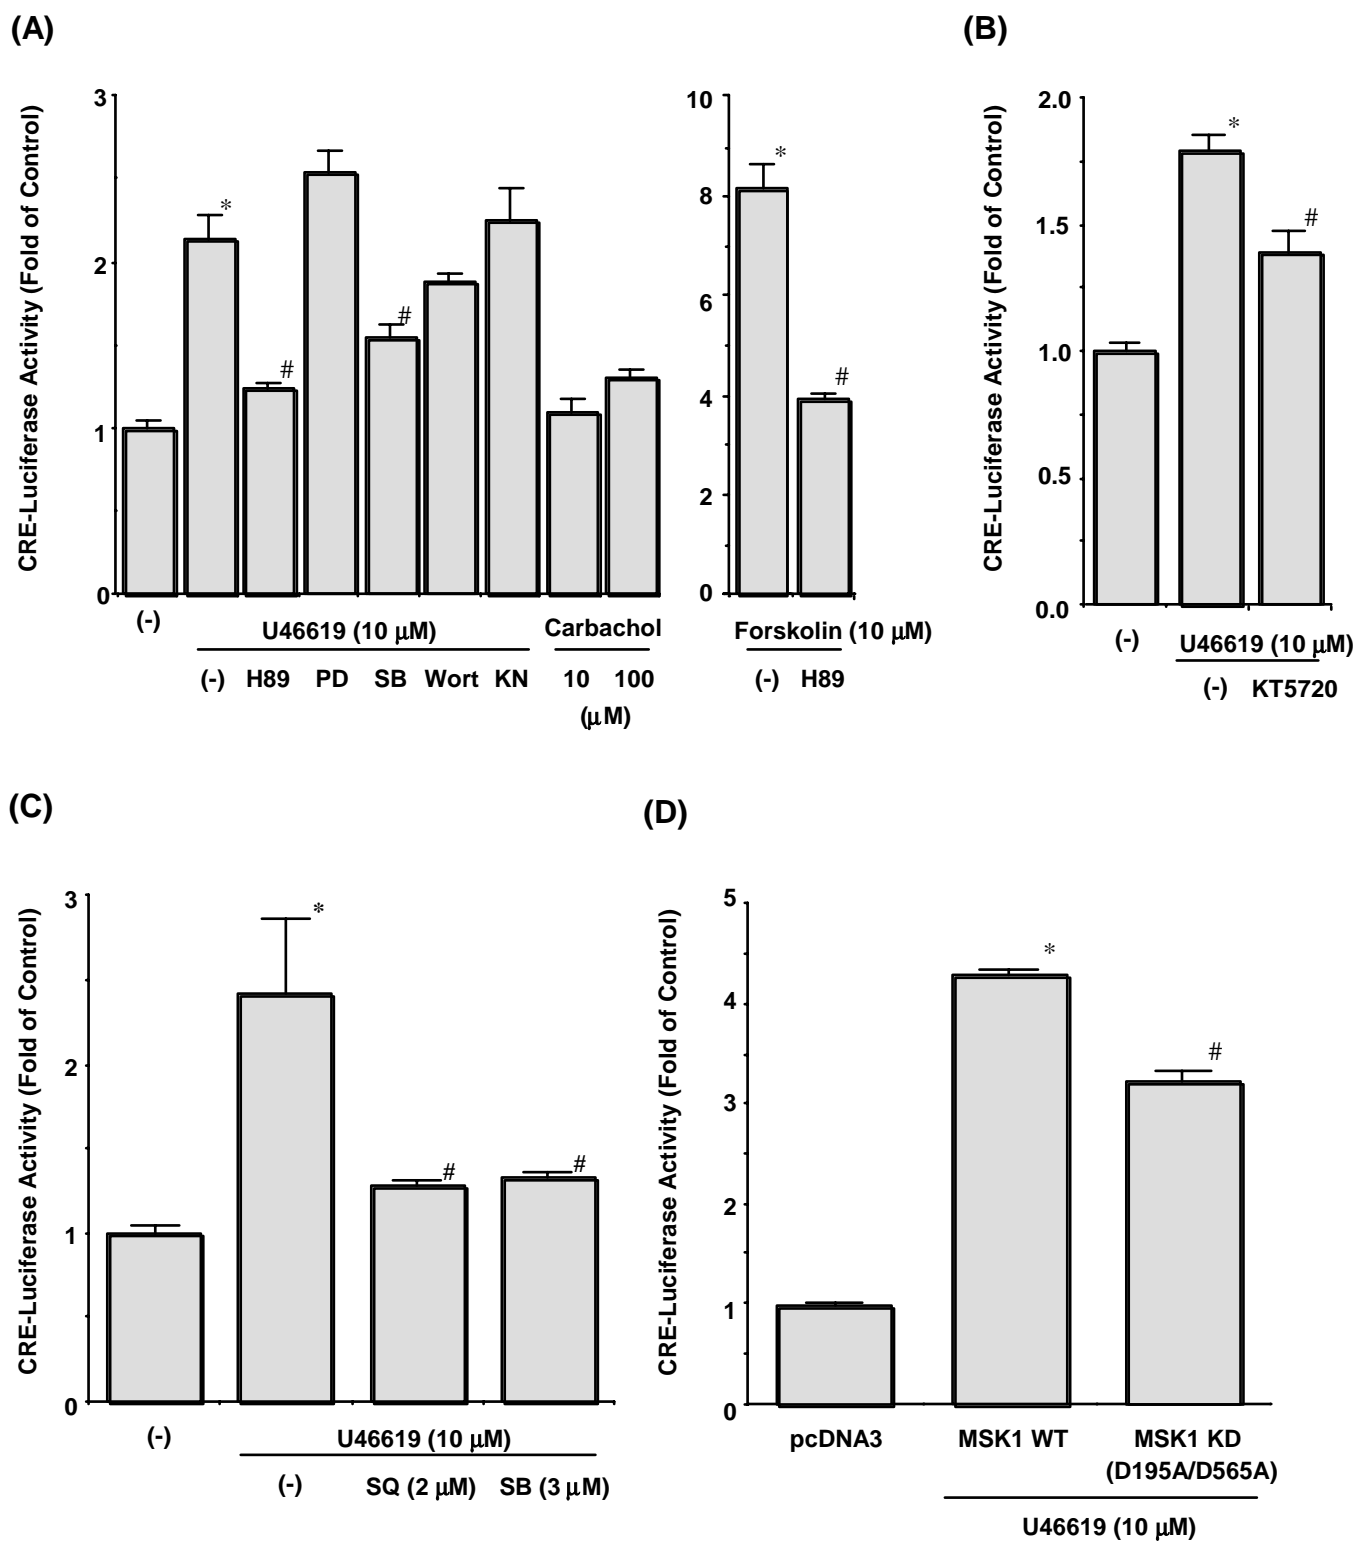 (A)
CRE-Luciferase Activity (Fold of Control)
3
2
1
0
*
#
#
(-)
U46619 (10 μM)
Carbachol
(-) H89 PD SB Wort KN 10 100
(μM)
10
8
6
4
2
0
*
#
Forskolin (10 μM)
(-) H89
(B)
CRE-Luciferase Activity (Fold of Control)
2.0
1.5
1.0
0.5
0.0
*
#
(-)
U46619 (10 μM)
(-) KT5720
(C)
CRE-Luciferase Activity (Fold of Control)
3
2
1
0
*
#
#
(-)
U46619 (10 μM)
(-) SQ (2 μM) SB (3 μM)
(D)
CRE-Luciferase Activity (Fold of Control)
5
4
3
2
1
0
*
#
pcDNA3 MSK1 WT MSK1 KD
(D195A/D565A)
U46619 (10 μM)